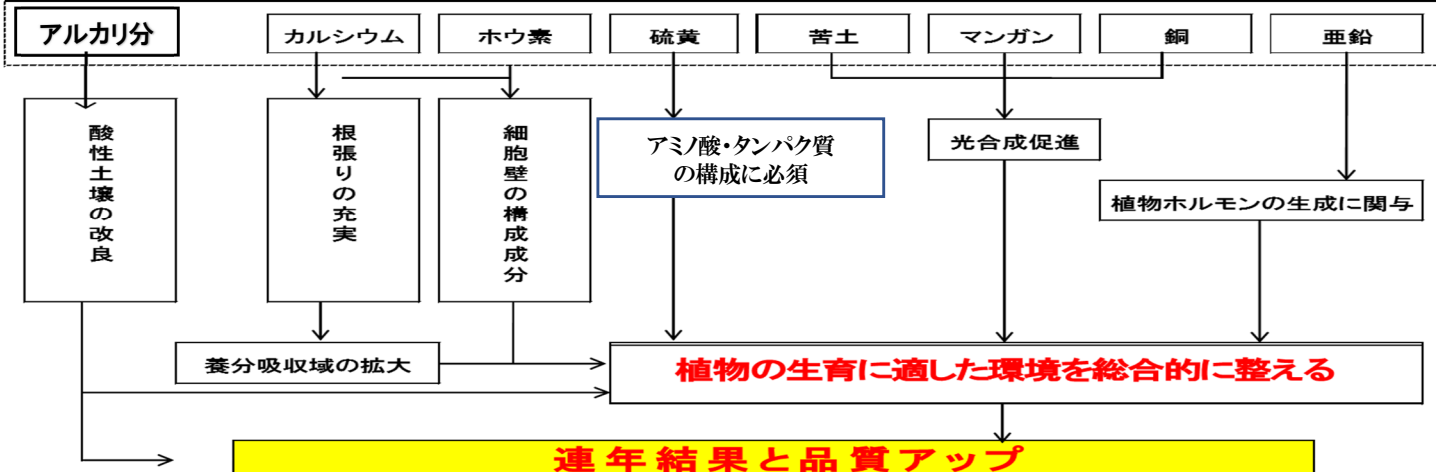 アルカリ分
カルシウム
ホウ素
硫黄
苦土
マンガン
銅
亜鉛
酸性土壌の改良
根張りの充実
細胞壁の構成成分
アミノ酸・タンパク質
の構成に必須
光合成促進
植物ホルモンの生成に関与
養分吸収域の拡大
植物の生育に適した環境を総合的に整える
連年結果と品質アップ